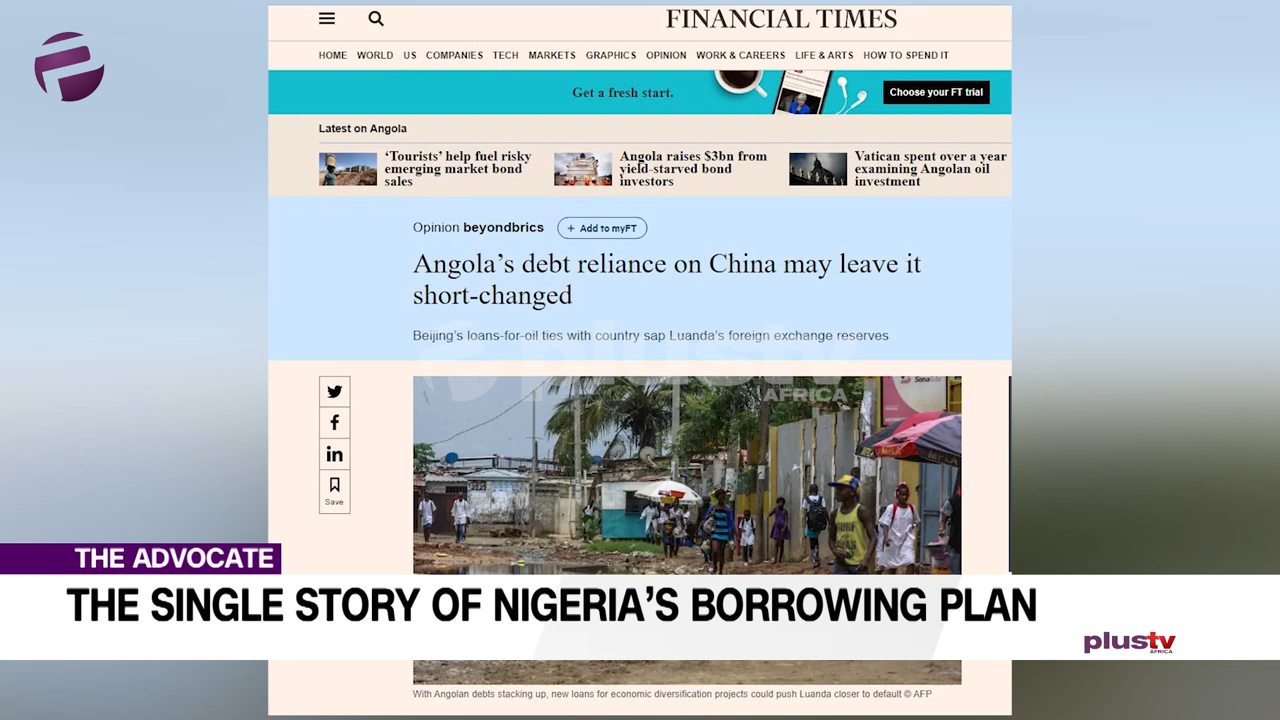 FINANCIAL TIMES
HOME WORLD US COMPANIES TECH MARKETS GRAPHICS OPINION WORK & CAREERS LIFE & ARTS HOW TO SPEND IT
Get a fresh start.
Choose your FT trial
Latest on Angola
‘Tourists’ help fuel risky
emerging market bond
sales
Angola raises $3bn from
yield-starved bond
investors
Vatican spent over a year
examining Angolan oil
investment
Opinion beyondbrics
+ Add to myFT
Angola’s debt reliance on China may leave it
short-changed
Beijing’s loans-for-oil ties with country sap Luanda’s foreign exchange reserves
plustv
AFRICA
Save
THE ADVOCATE
THE SINGLE STORY OF NIGERIA’S BORROWING PLAN
plustv
AFRICA
With Angolan debts stacking up, new loans for economic diversification projects could push Luanda closer to default © AFP